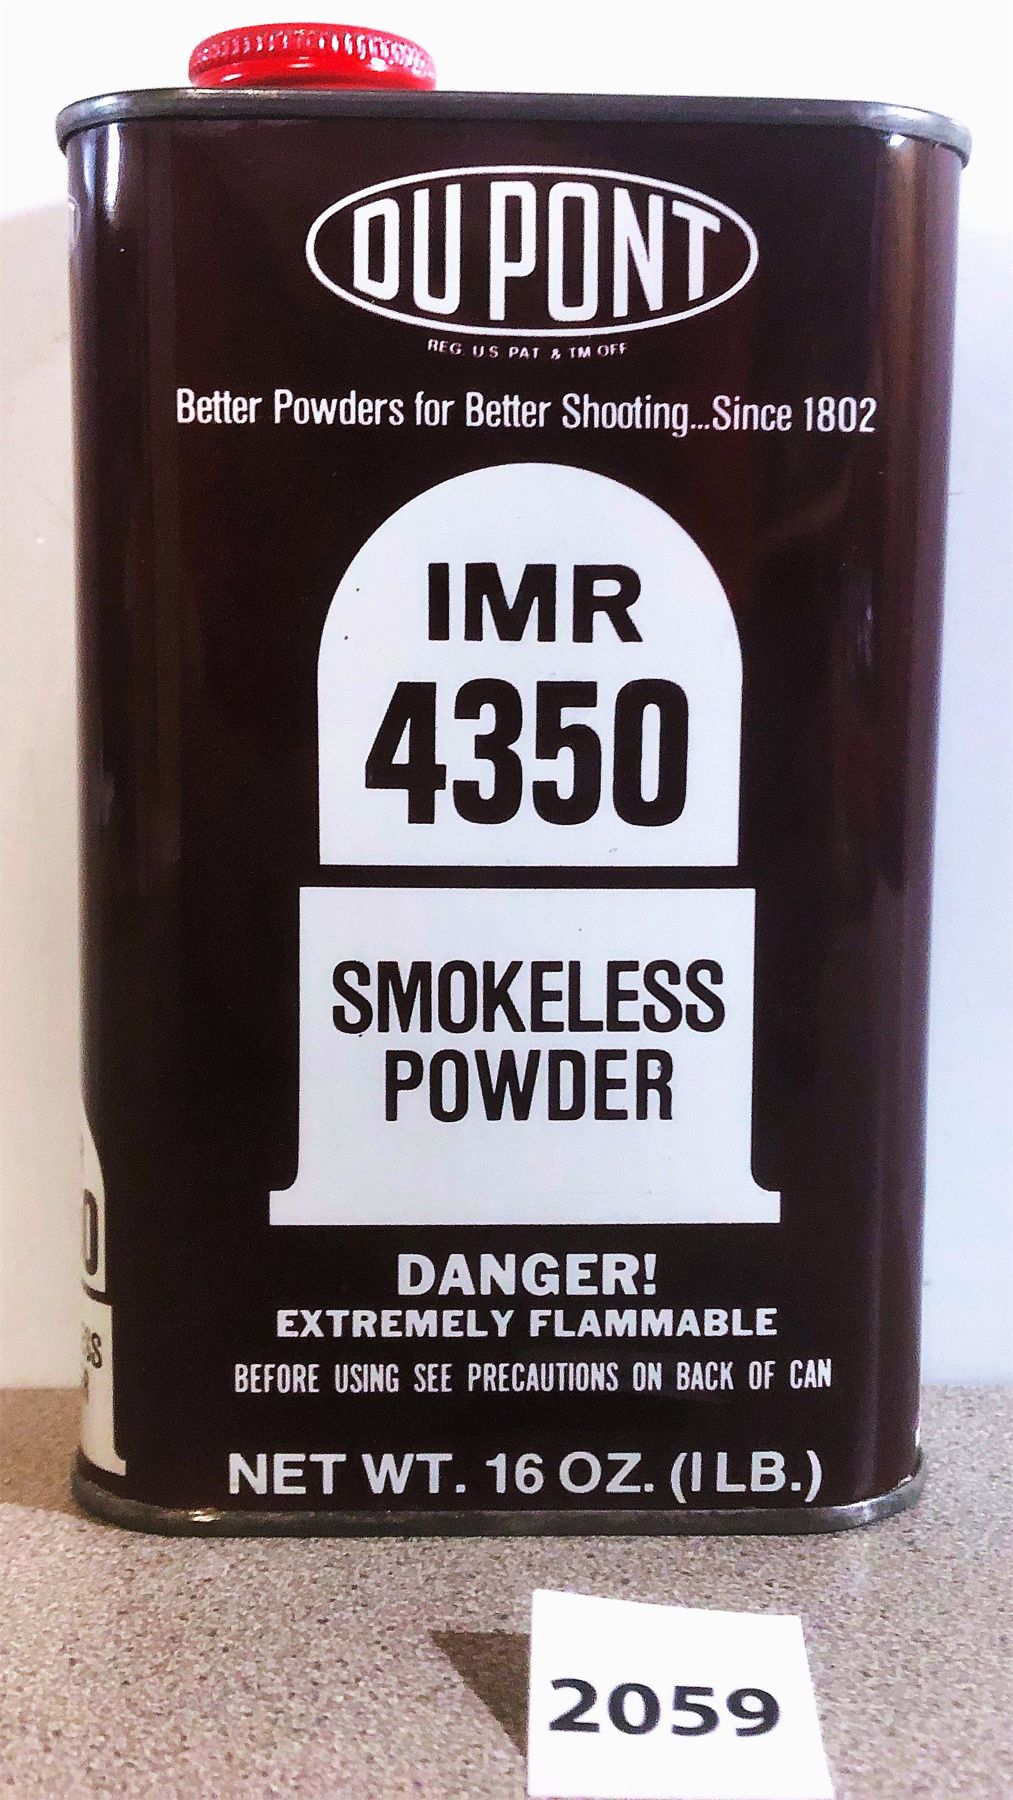 DU PONT
REG. U.S. PAT. & TM OFF.
Better Powders for Better Shooting...Since 1802
IMR
4350
SMOKELESS
POWDER
DANGER!
EXTREMELY FLAMMABLE
BEFORE USING SEE PRECAUTIONS ON BACK OF CAN
NET WT. 16 OZ. (1 LB.)
2059